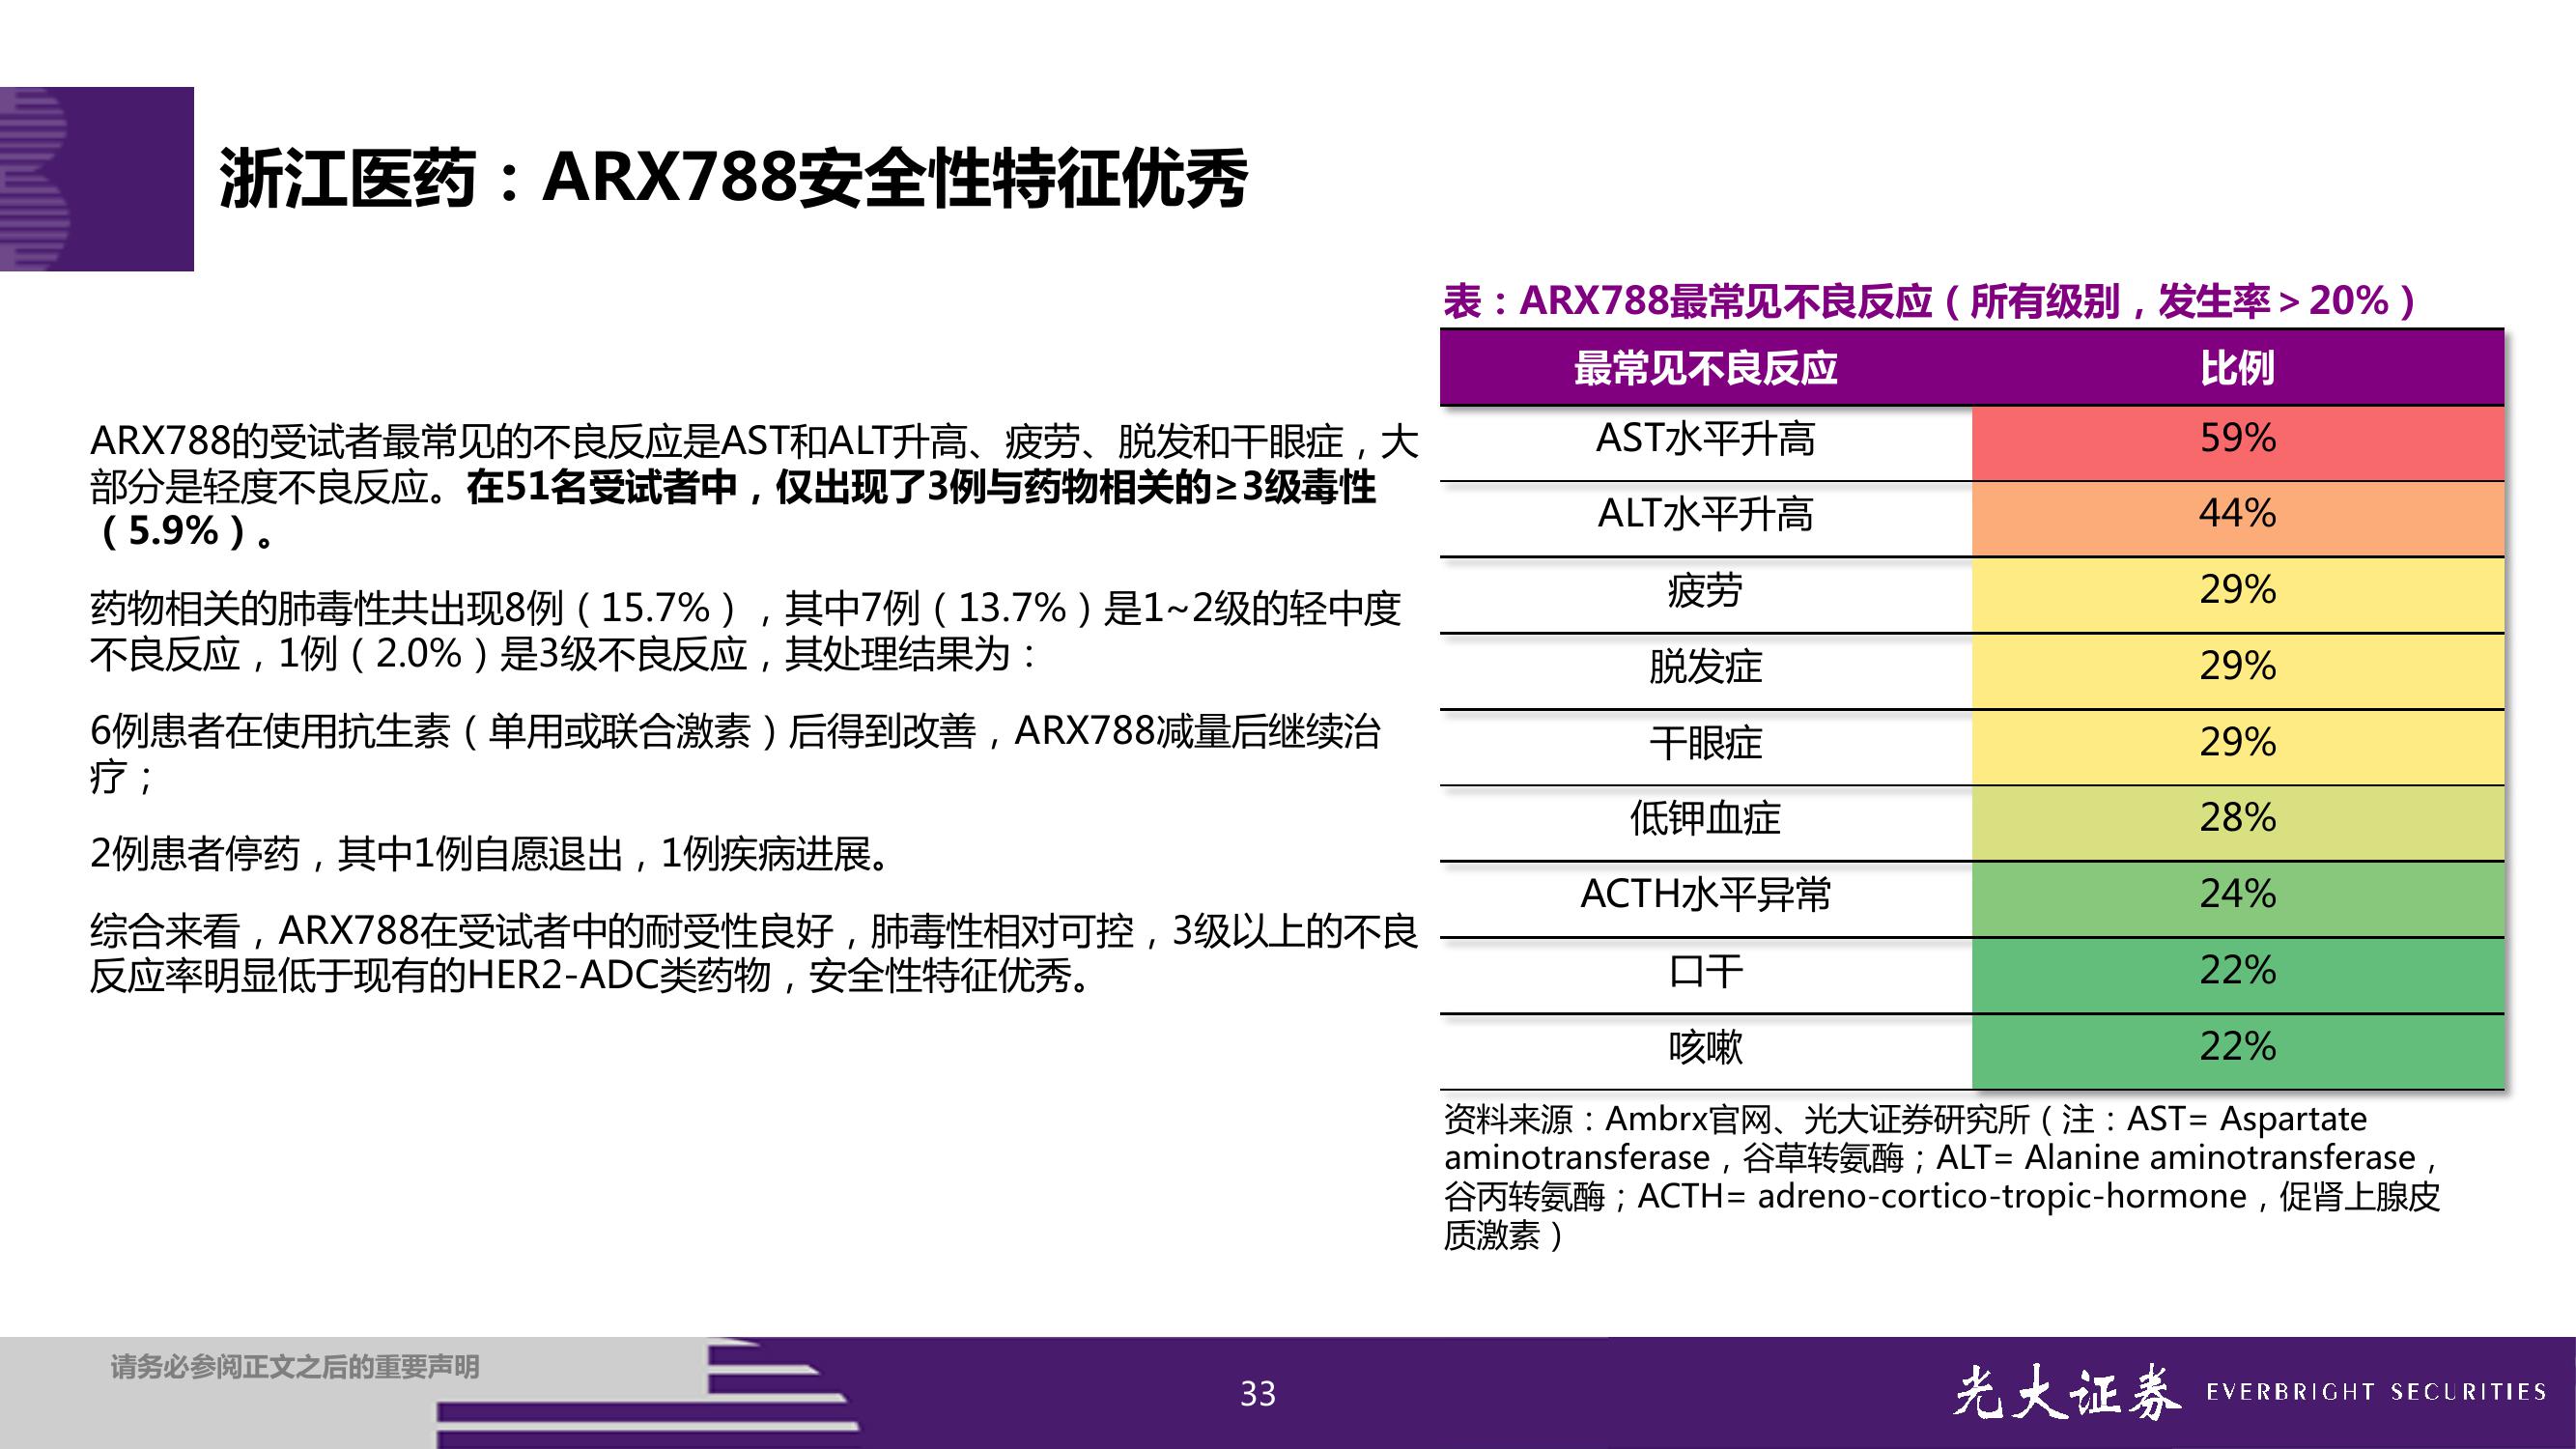 浙江医药：ARX788安全性特征优秀
ARX788的受试者最常见的不良反应是AST和ALT升高、疲劳、脱发和干眼症，大
部分是轻度不良反应。在51名受试者中，仅出现了3例与药物相关的≥3级毒性
（5.9%）。
药物相关的肺毒性共出现8例（15.7%），其中7例（13.7%）是1~2级的轻中度
不良反应，1例（2.0%）是3级不良反应，其处理结果为：
6例患者在使用抗生素（单用或联合激素）后得到改善，ARX788减量后继续治
疗；
2例患者停药，其中1例自愿退出，1例疾病进展。
综合来看，ARX788在受试者中的耐受性良好，肺毒性相对可控，3级以上的不良
反应率明显低于现有的HER2-ADC类药物，安全性特征优秀。
表：ARX788最常见不良反应（所有级别，发生率＞20%）
最常见不良反应 比例
AST水平升高 59%
ALT水平升高 44%
疲劳 29%
脱发症 29%
干眼症 29%
低钾血症 28%
ACTH水平异常 24%
口干 22%
咳嗽 22%
资料来源：Ambrx官网、光大证券研究所（注：AST= Aspartate
aminotransferase，谷草转氨酶；ALT= Alanine aminotransferase，
谷丙转氨酶；ACTH= adreno-cortico-tropic-hormone，促肾上腺皮
质激素）
请务必参阅正文之后的重要声明
33
光大证券 EVERBRIGHT SECURITIES